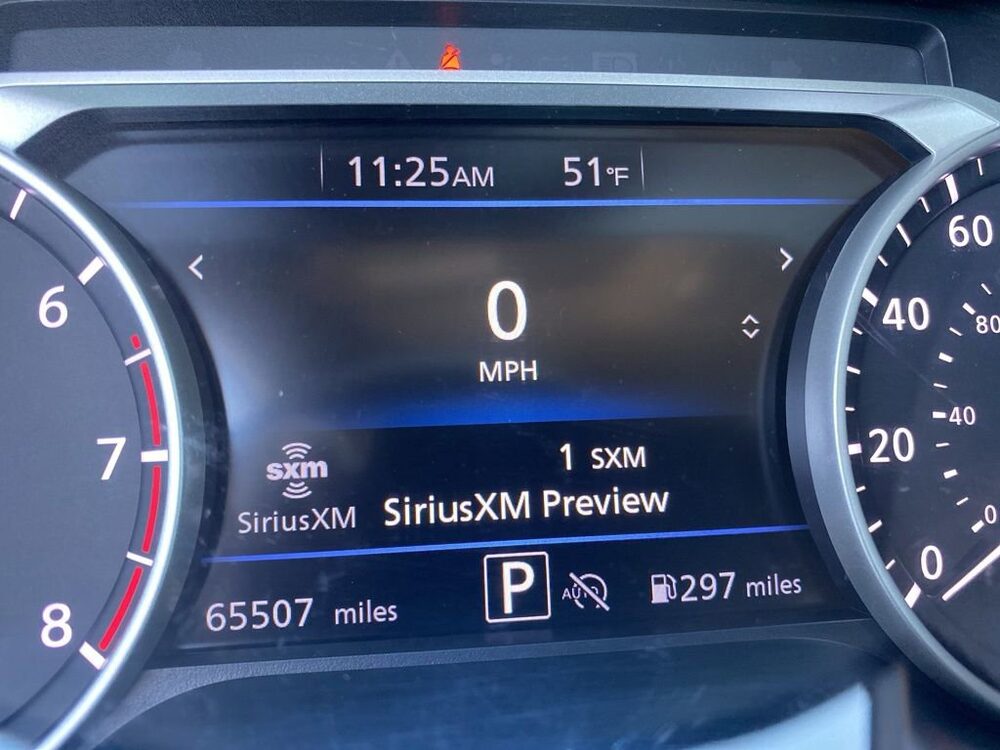 11:25AM 51°F
0
MPH
sxm
SiriusXM
1 SXM
SiriusXM Preview
65507 miles
P
AUTO
297 miles
6
7
8
60
40
20
0
80
40
0